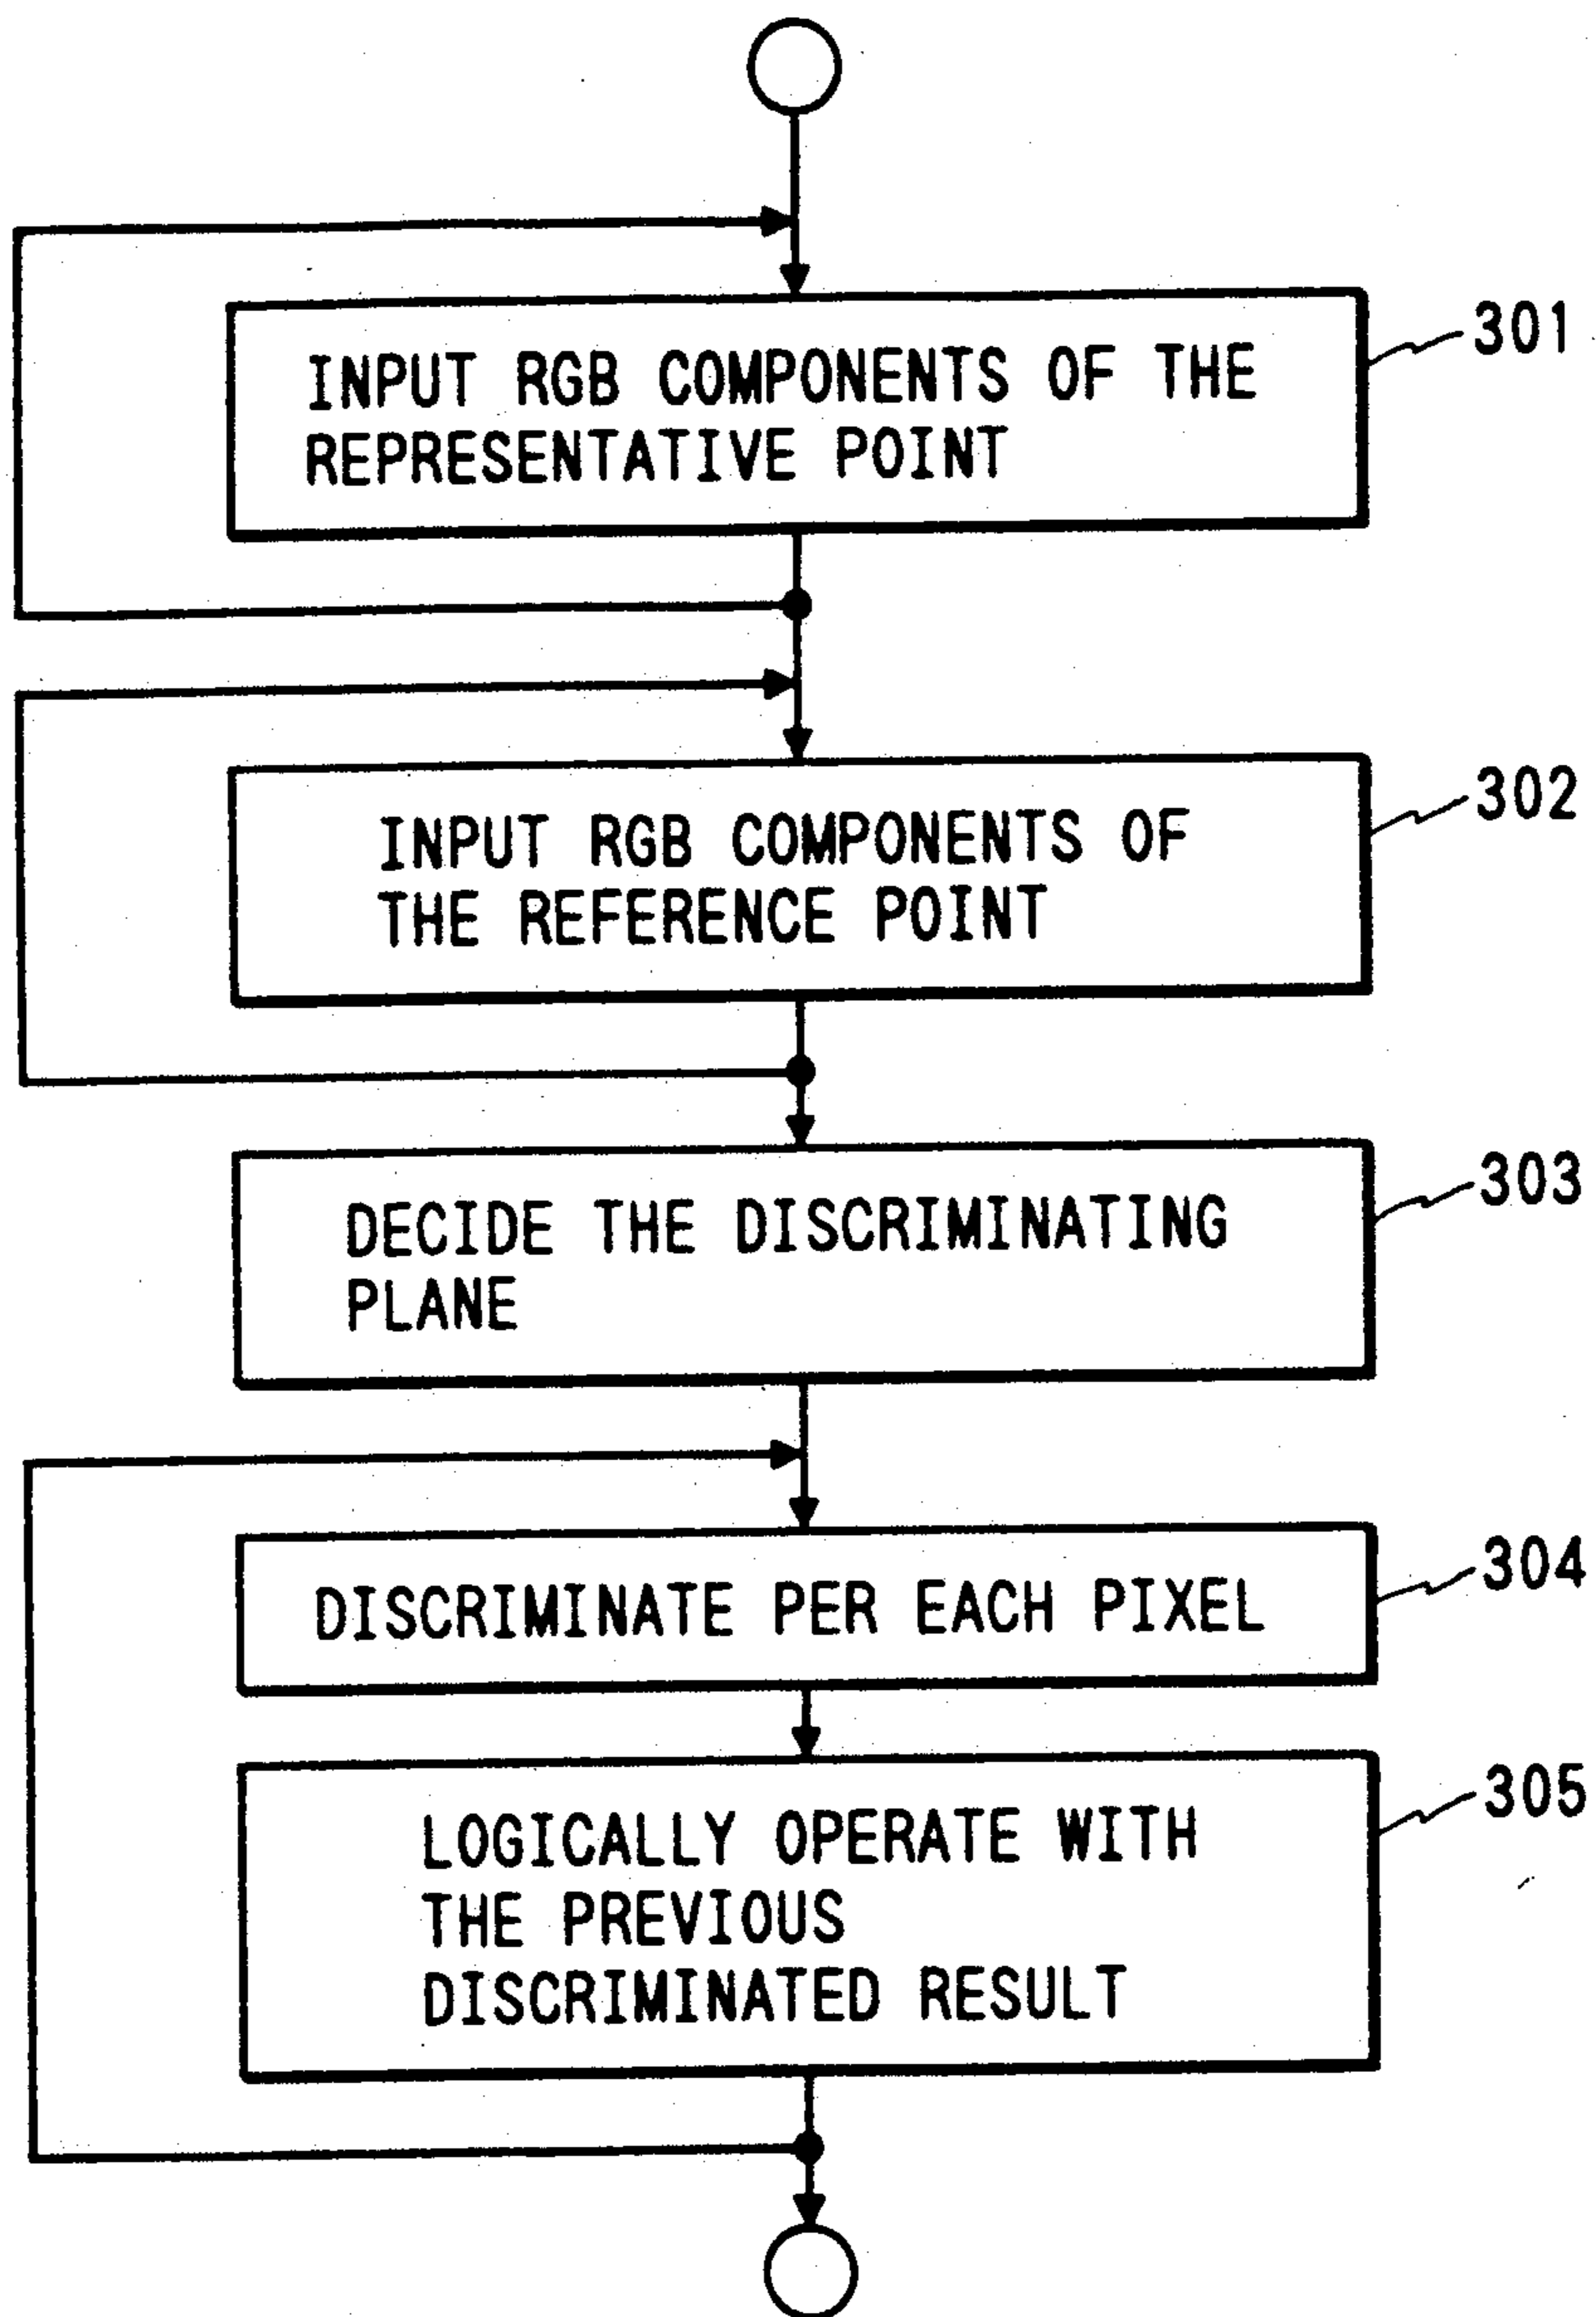 301
INPUT RGB COMPONENTS OF THE
REPRESENTATIVE POINT
302
INPUT RGB COMPONENTS OF
THE REFERENCE POINT
303
DECIDE THE DISCRIMINATING
PLANE
304
DISCRIMINATE PER EACH PIXEL
305
LOGICALLY OPERATE WITH
THE PREVIOUS
DISCRIMINATED RESULT